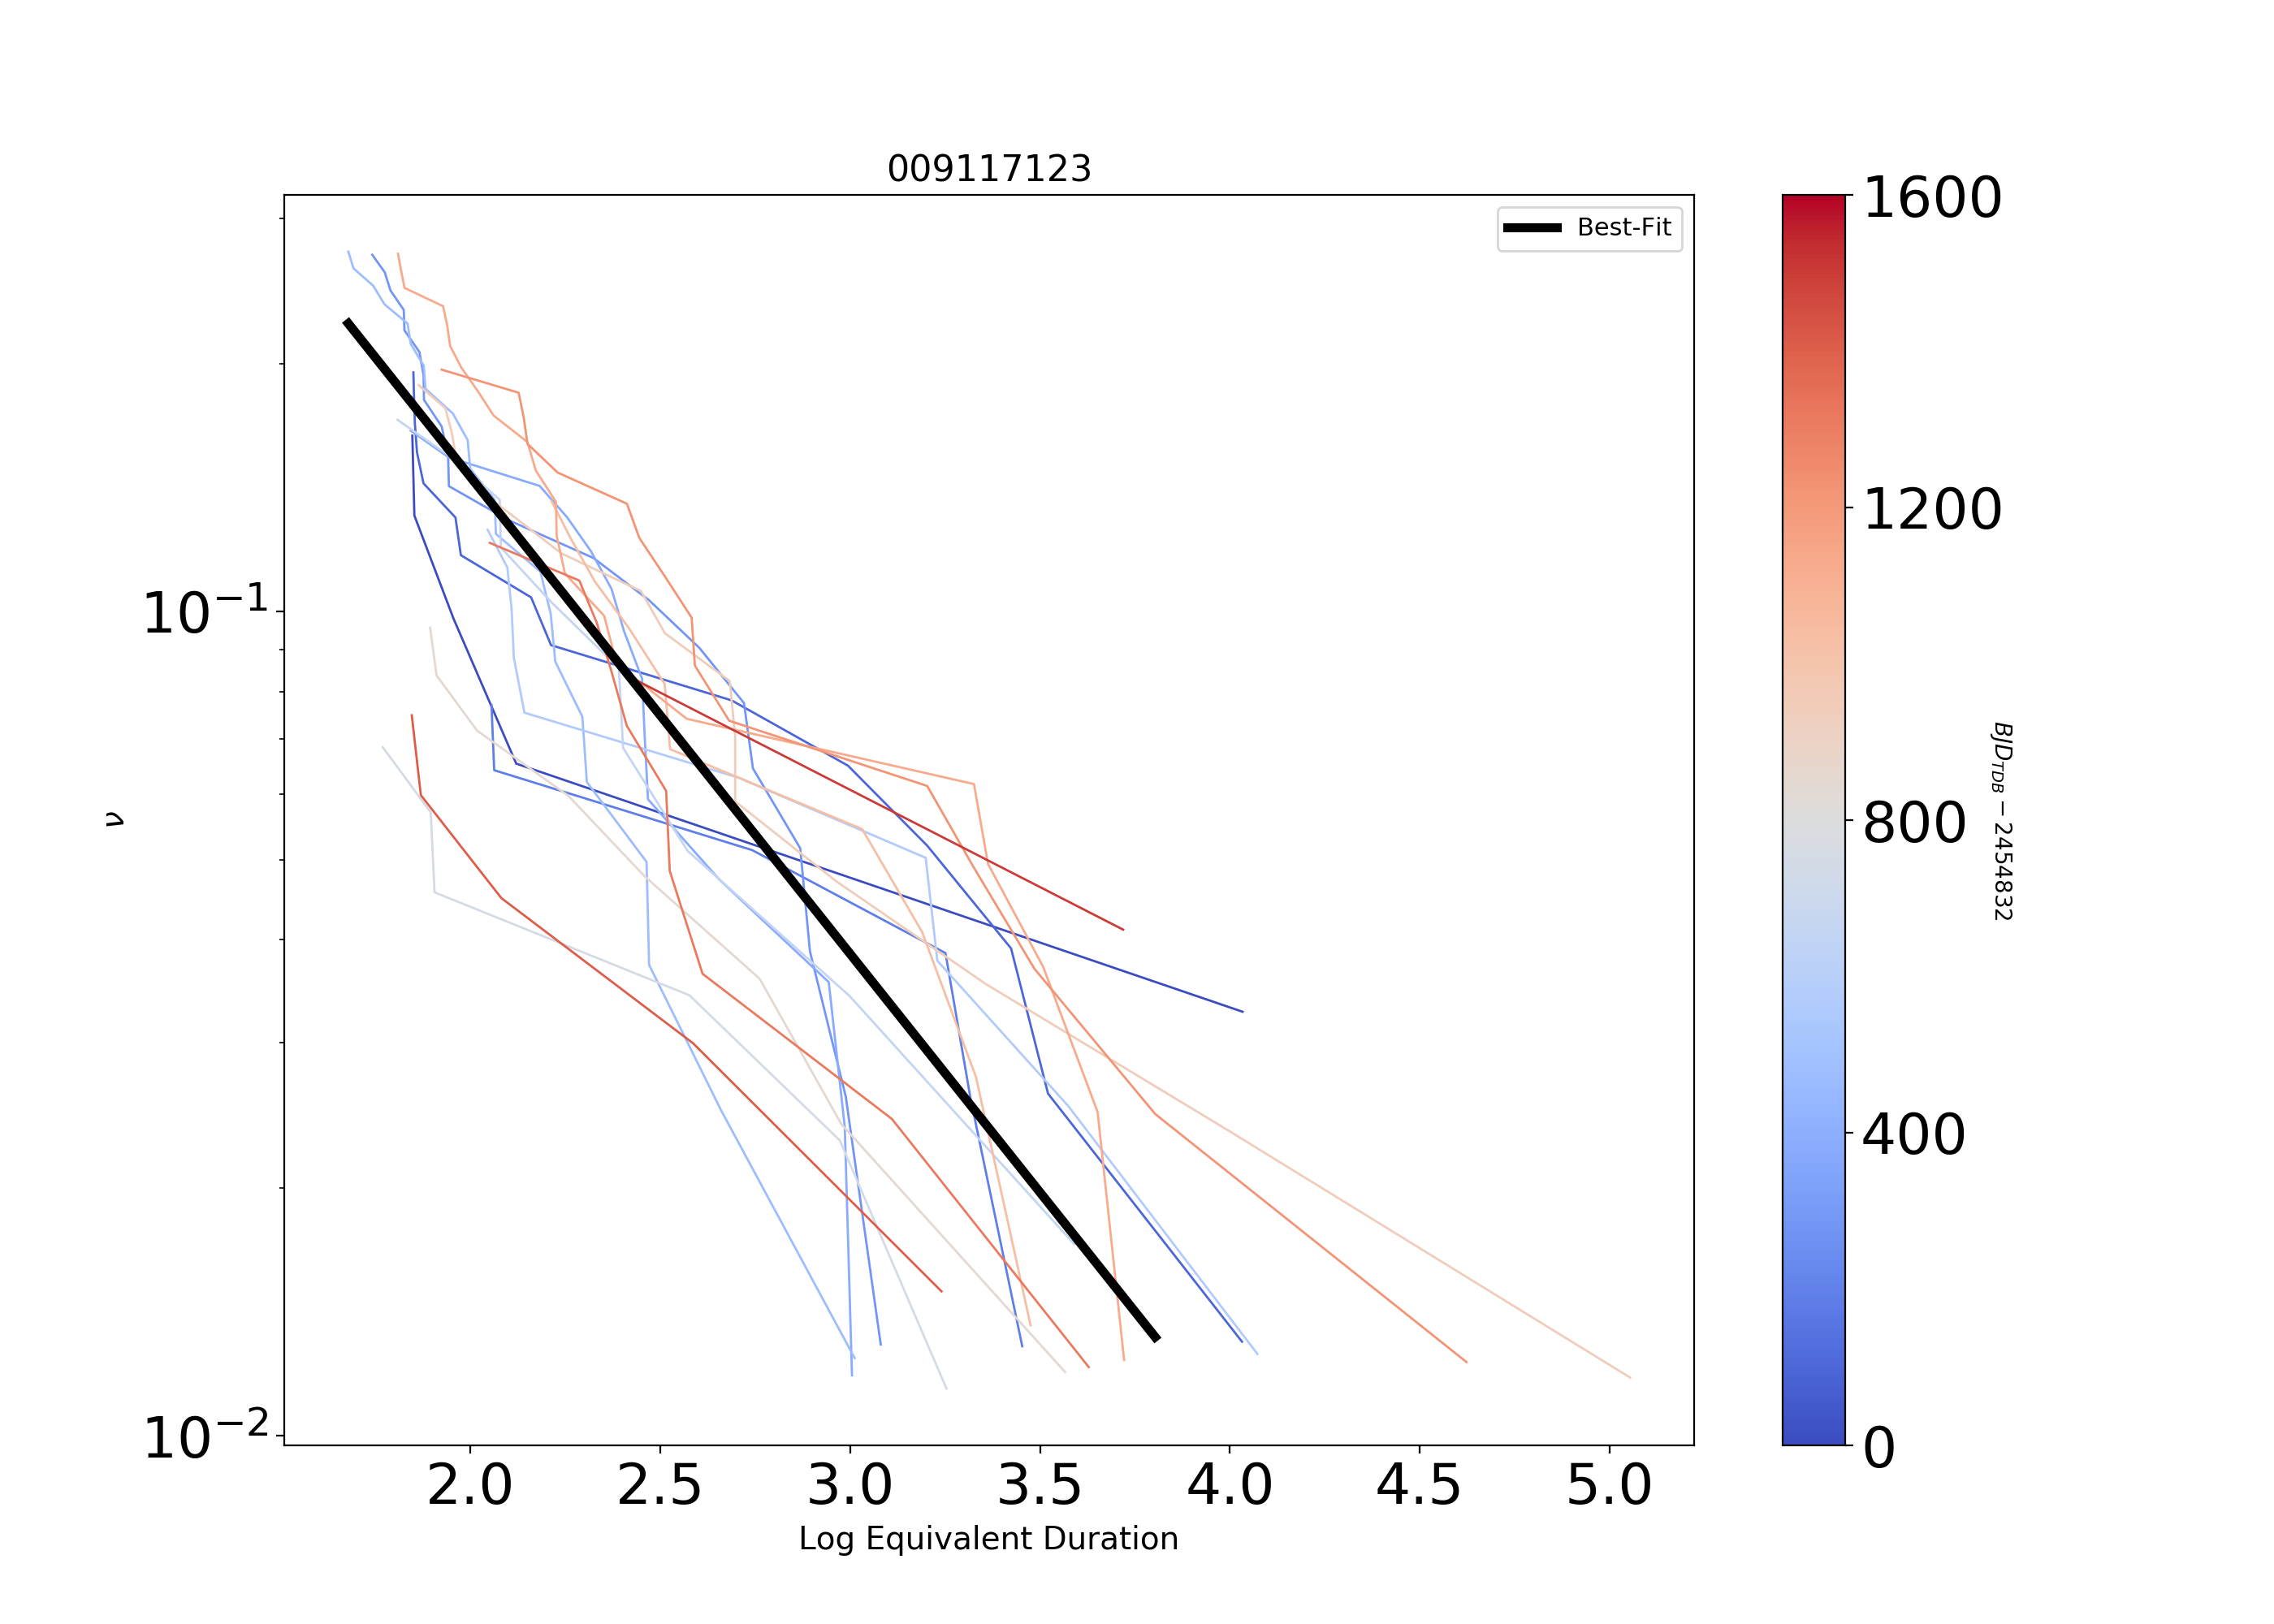 009117123
Best-Fit
10⁻¹
10⁻²
ν
2.0 2.5 3.0 3.5 4.0 4.5 5.0
Log Equivalent Duration
1600
1200
800
400
0
BJD_TDB − 2454832